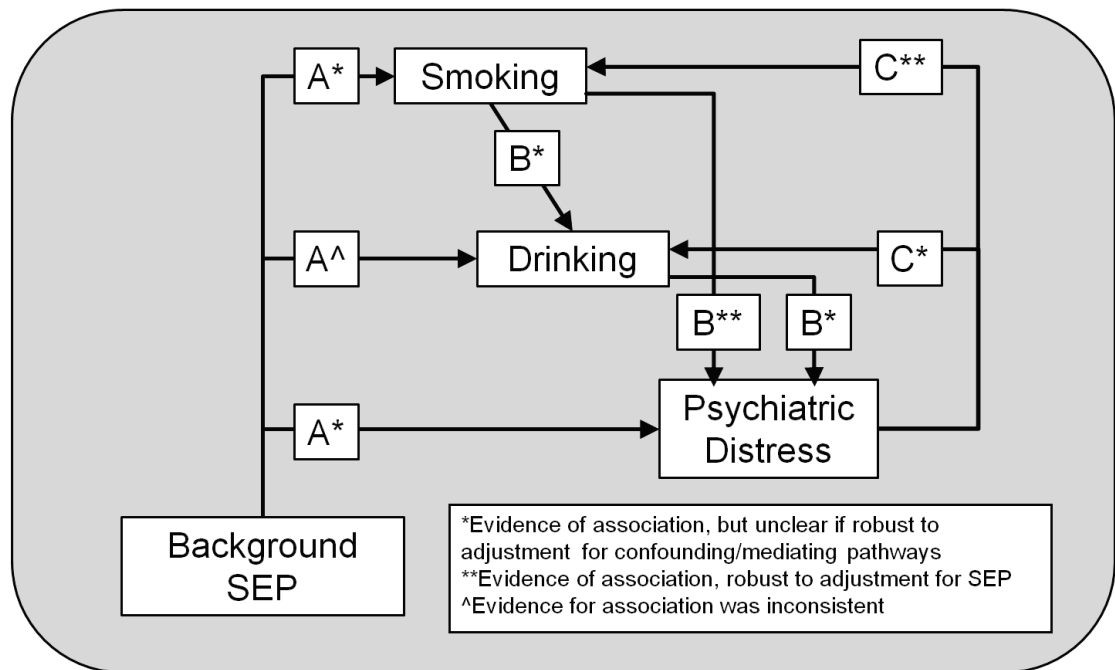 A*
Smoking
C**
B*
A^
Drinking
C*
B**
B*
A*
Psychiatric
Distress
Background
SEP
*Evidence of association, but unclear if robust to
adjustment for confounding/mediating pathways
**Evidence of association, robust to adjustment for SEP
^Evidence for association was inconsistent